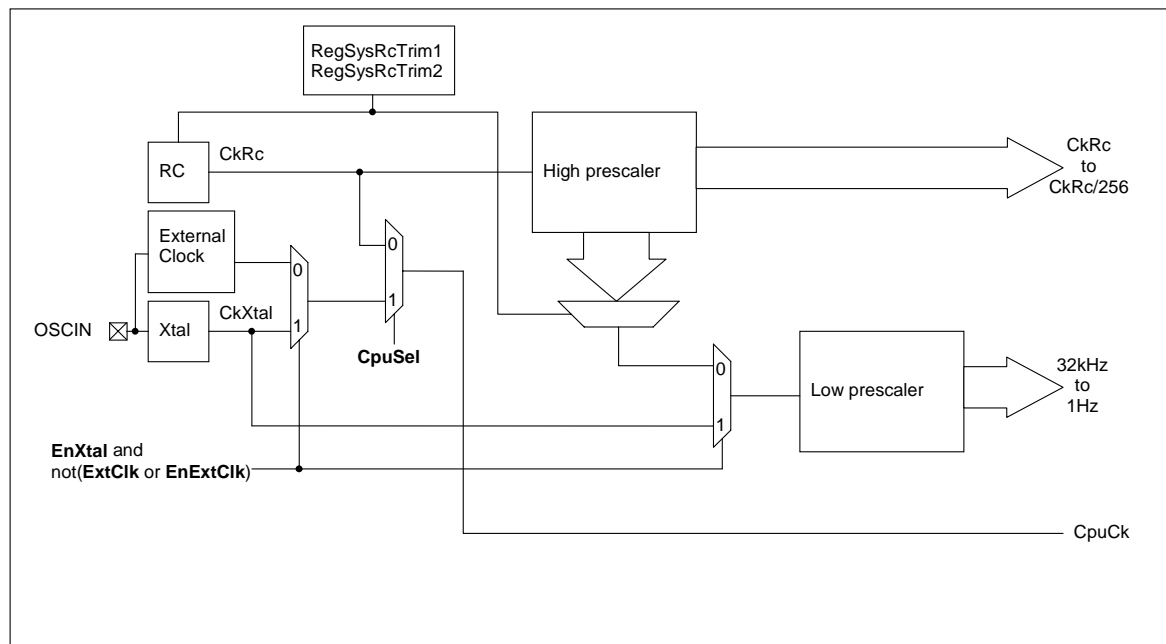 RegSysRcTrim1
RegSysRcTrim2
RC
CkRc
High prescaler
CkRc
to
CkRc/256
External
Clock
0
1
0
1
OSCIN
Xtal
CkXtal
CpuSel
0
1
Low prescaler
32kHz
to
1Hz
EnXtal and
not(ExtClk or EnExtClk)
CpuCk